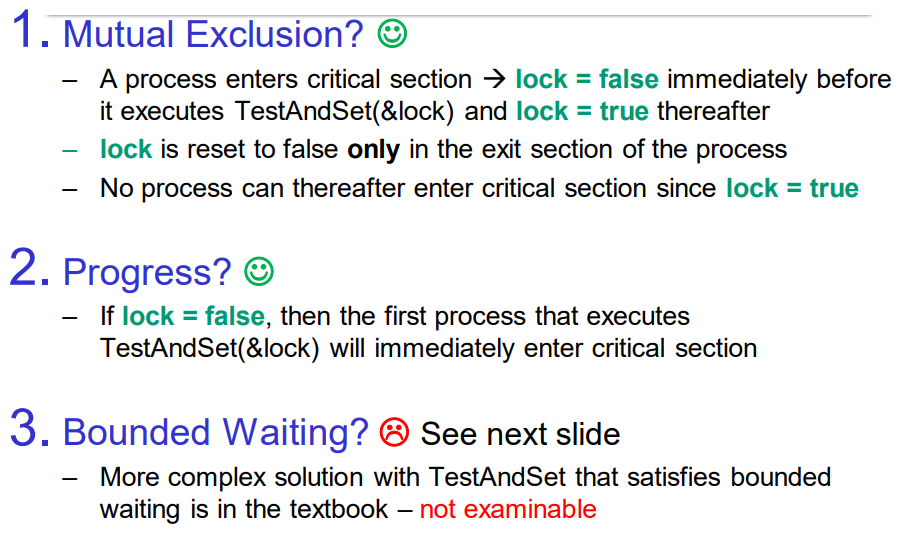 1. Mutual Exclusion? ☺
– A process enters critical section → lock = false immediately before
it executes TestAndSet(&lock) and lock = true thereafter
– lock is reset to false only in the exit section of the process
– No process can thereafter enter critical section since lock = true
2. Progress? ☺
– If lock = false, then the first process that executes
TestAndSet(&lock) will immediately enter critical section
3. Bounded Waiting? ☹ See next slide
– More complex solution with TestAndSet that satisfies bounded
waiting is in the textbook – not examinable